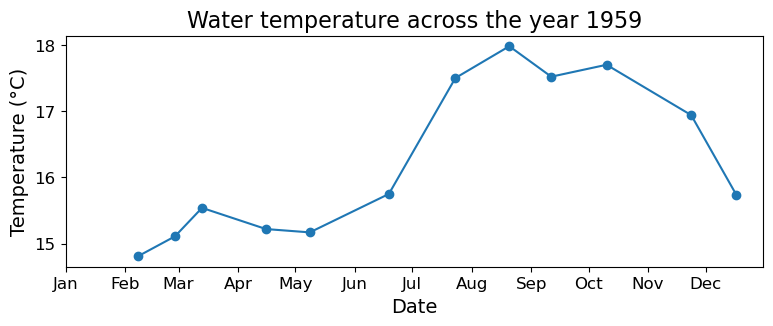 Water temperature across the year 1959
Temperature (°C)
18
17
16
15
Jan Feb Mar Apr May Jun Jul Aug Sep Oct Nov Dec
Date